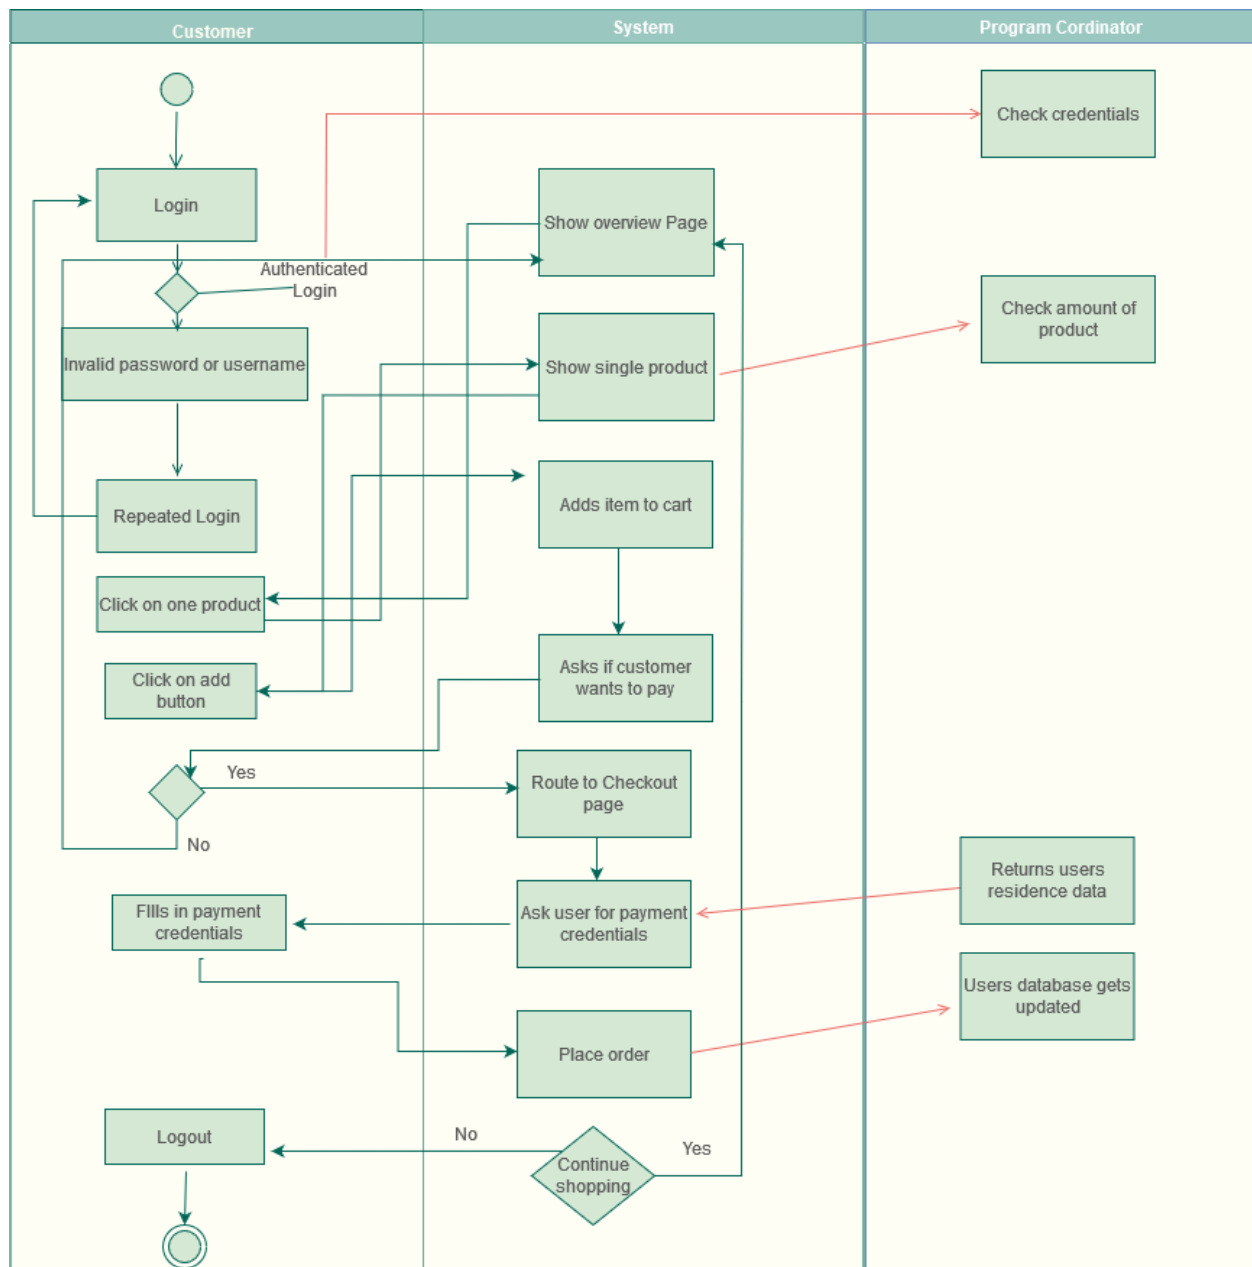 Customer
System
Program Cordinator
Check credentials
Login
Show overview Page
Authenticated
Login
Check amount of
product
Invalid password or username
Show single product
Adds item to cart
Repeated Login
Click on one product
Click on add
button
Asks if customer
wants to pay
Yes
Route to Checkout
page
No
Returns users
residence data
FIlls in payment
credentials
Ask user for payment
credentials
Users database gets
updated
Place order
Logout
No
Continue
shopping
Yes